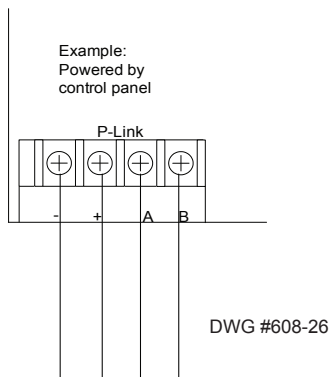 Example:
Powered by
control panel
P-Link
- + A B
DWG #608-26